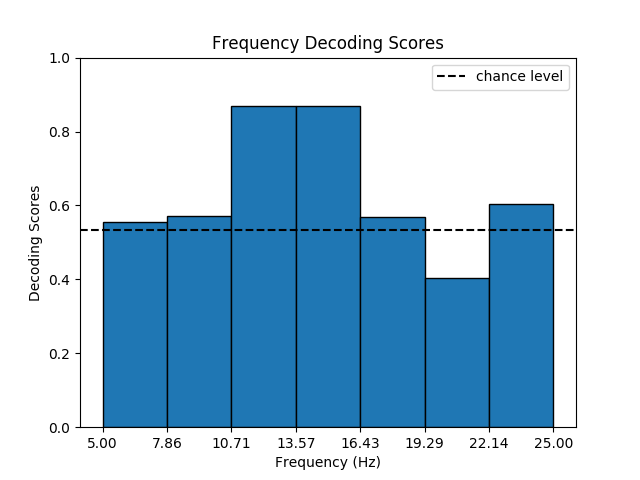 Frequency Decoding Scores
chance level
1.0
0.8
0.6
0.4
0.2
0.0
Decoding Scores
5.00 7.86 10.71 13.57 16.43 19.29 22.14 25.00
Frequency (Hz)